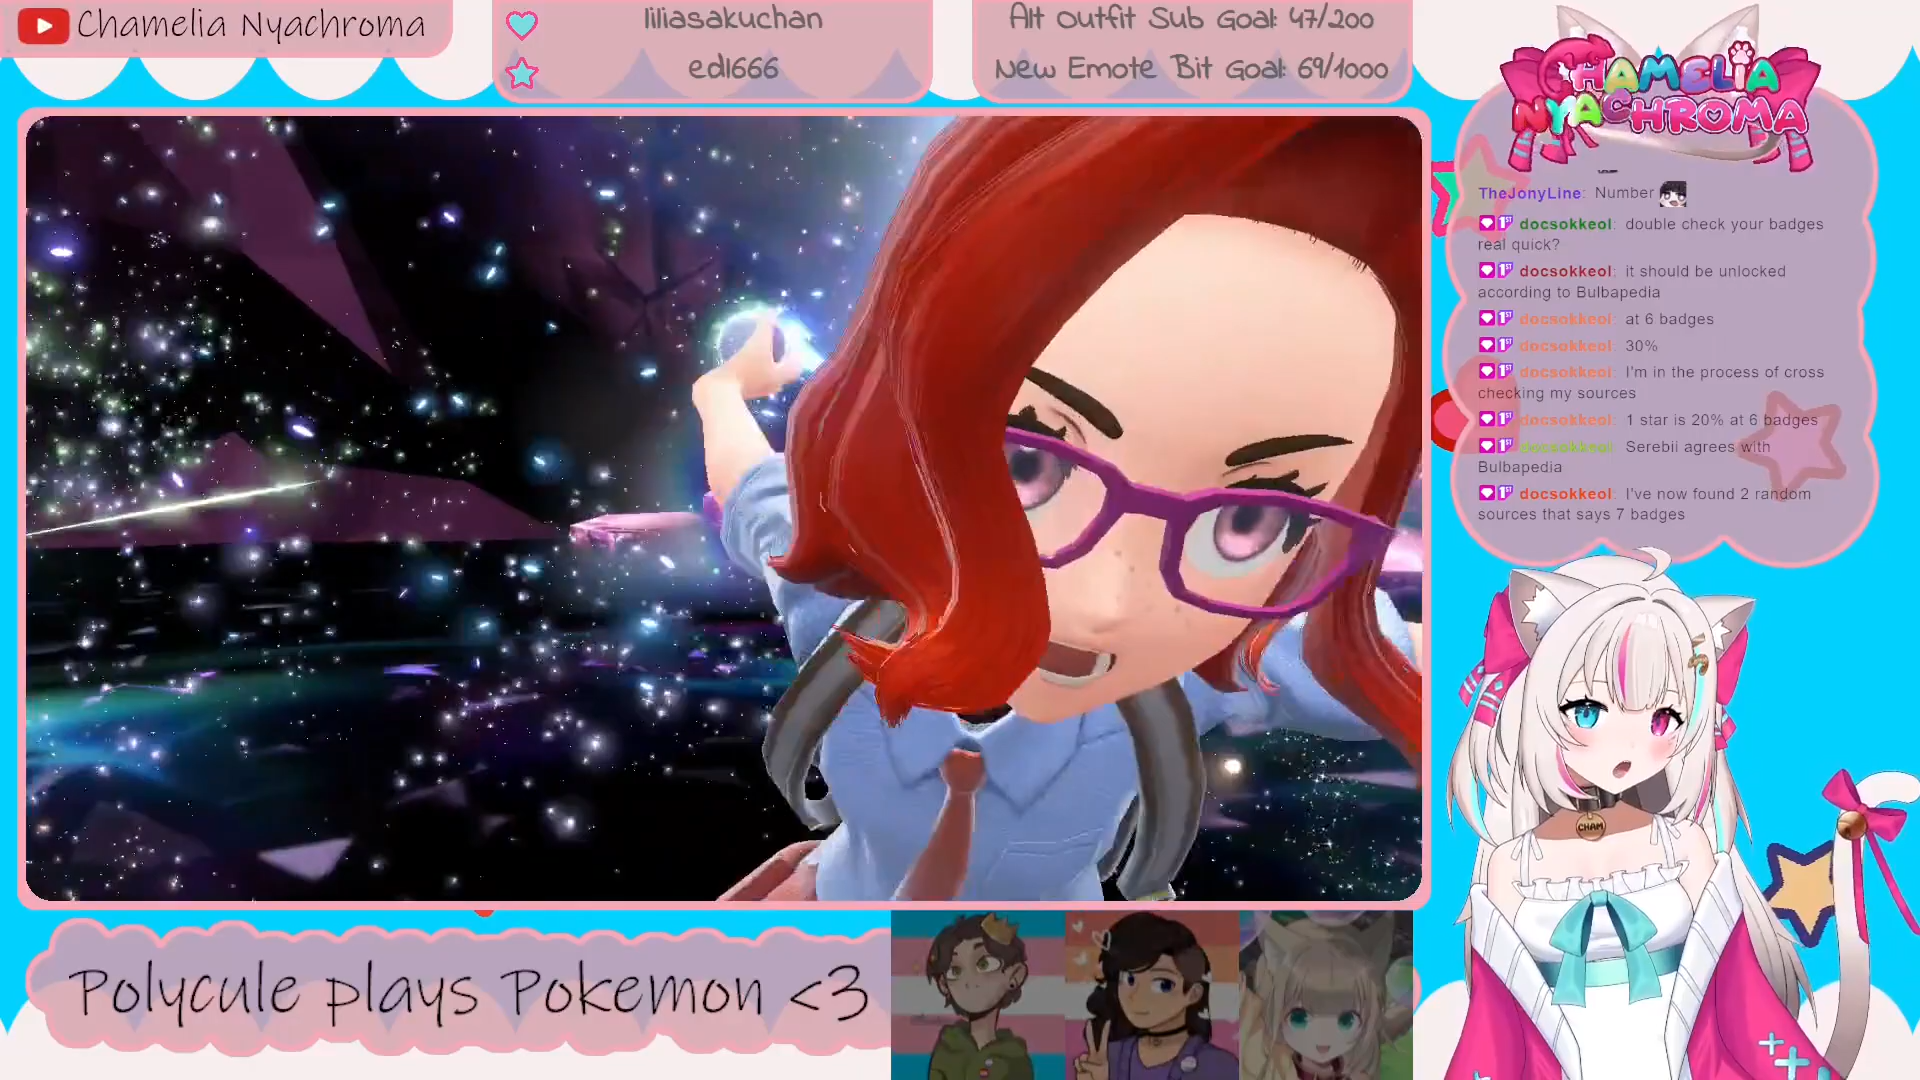 Chamelia Nyachroma
liliasakuchan
ed1666
Alt Outfit Sub Goal: 47/200
New Emote Bit Goal: 69/1000
CHAMELIA
NYACHROMA
TheJonyLine: Number
docsokkeol: double check your badges
real quick?
docsokkeol: it should be unlocked
according to Bulbapedia
docsokkeol: at 6 badges
docsokkeol: 30%
docsokkeol: I'm in the process of cross
checking my sources
docsokkeol: 1 star is 20% at 6 badges
docsokkeol: Serebii agrees with
Bulbapedia
docsokkeol: I've now found 2 random
sources that says 7 badges
CHAM
Polycule plays Pokemon <3